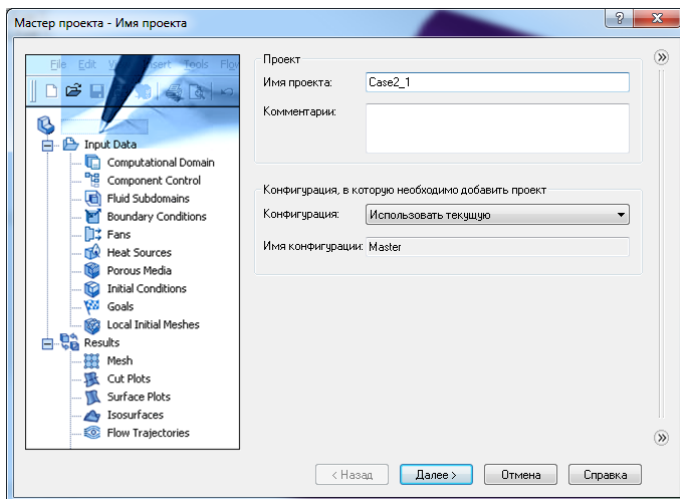 Мастер проекта - Имя проекта
File Edit Insert Tools
Input Data
Computational Domain
Component Control
Fluid Subdomains
Boundary Conditions
Fans
Heat Sources
Porous Media
Initial Conditions
Goals
Local Initial Meshes
Results
Mesh
Cut Plots
Surface Plots
Isosurfaces
Flow Trajectories
Проект
Имя проекта: Case2_1
Комментарии:
Конфигурация, в которую необходимо добавить проект
Конфигурация: Использовать текущую
Имя конфигурации: Master
< Назад Далее > Отмена Справка